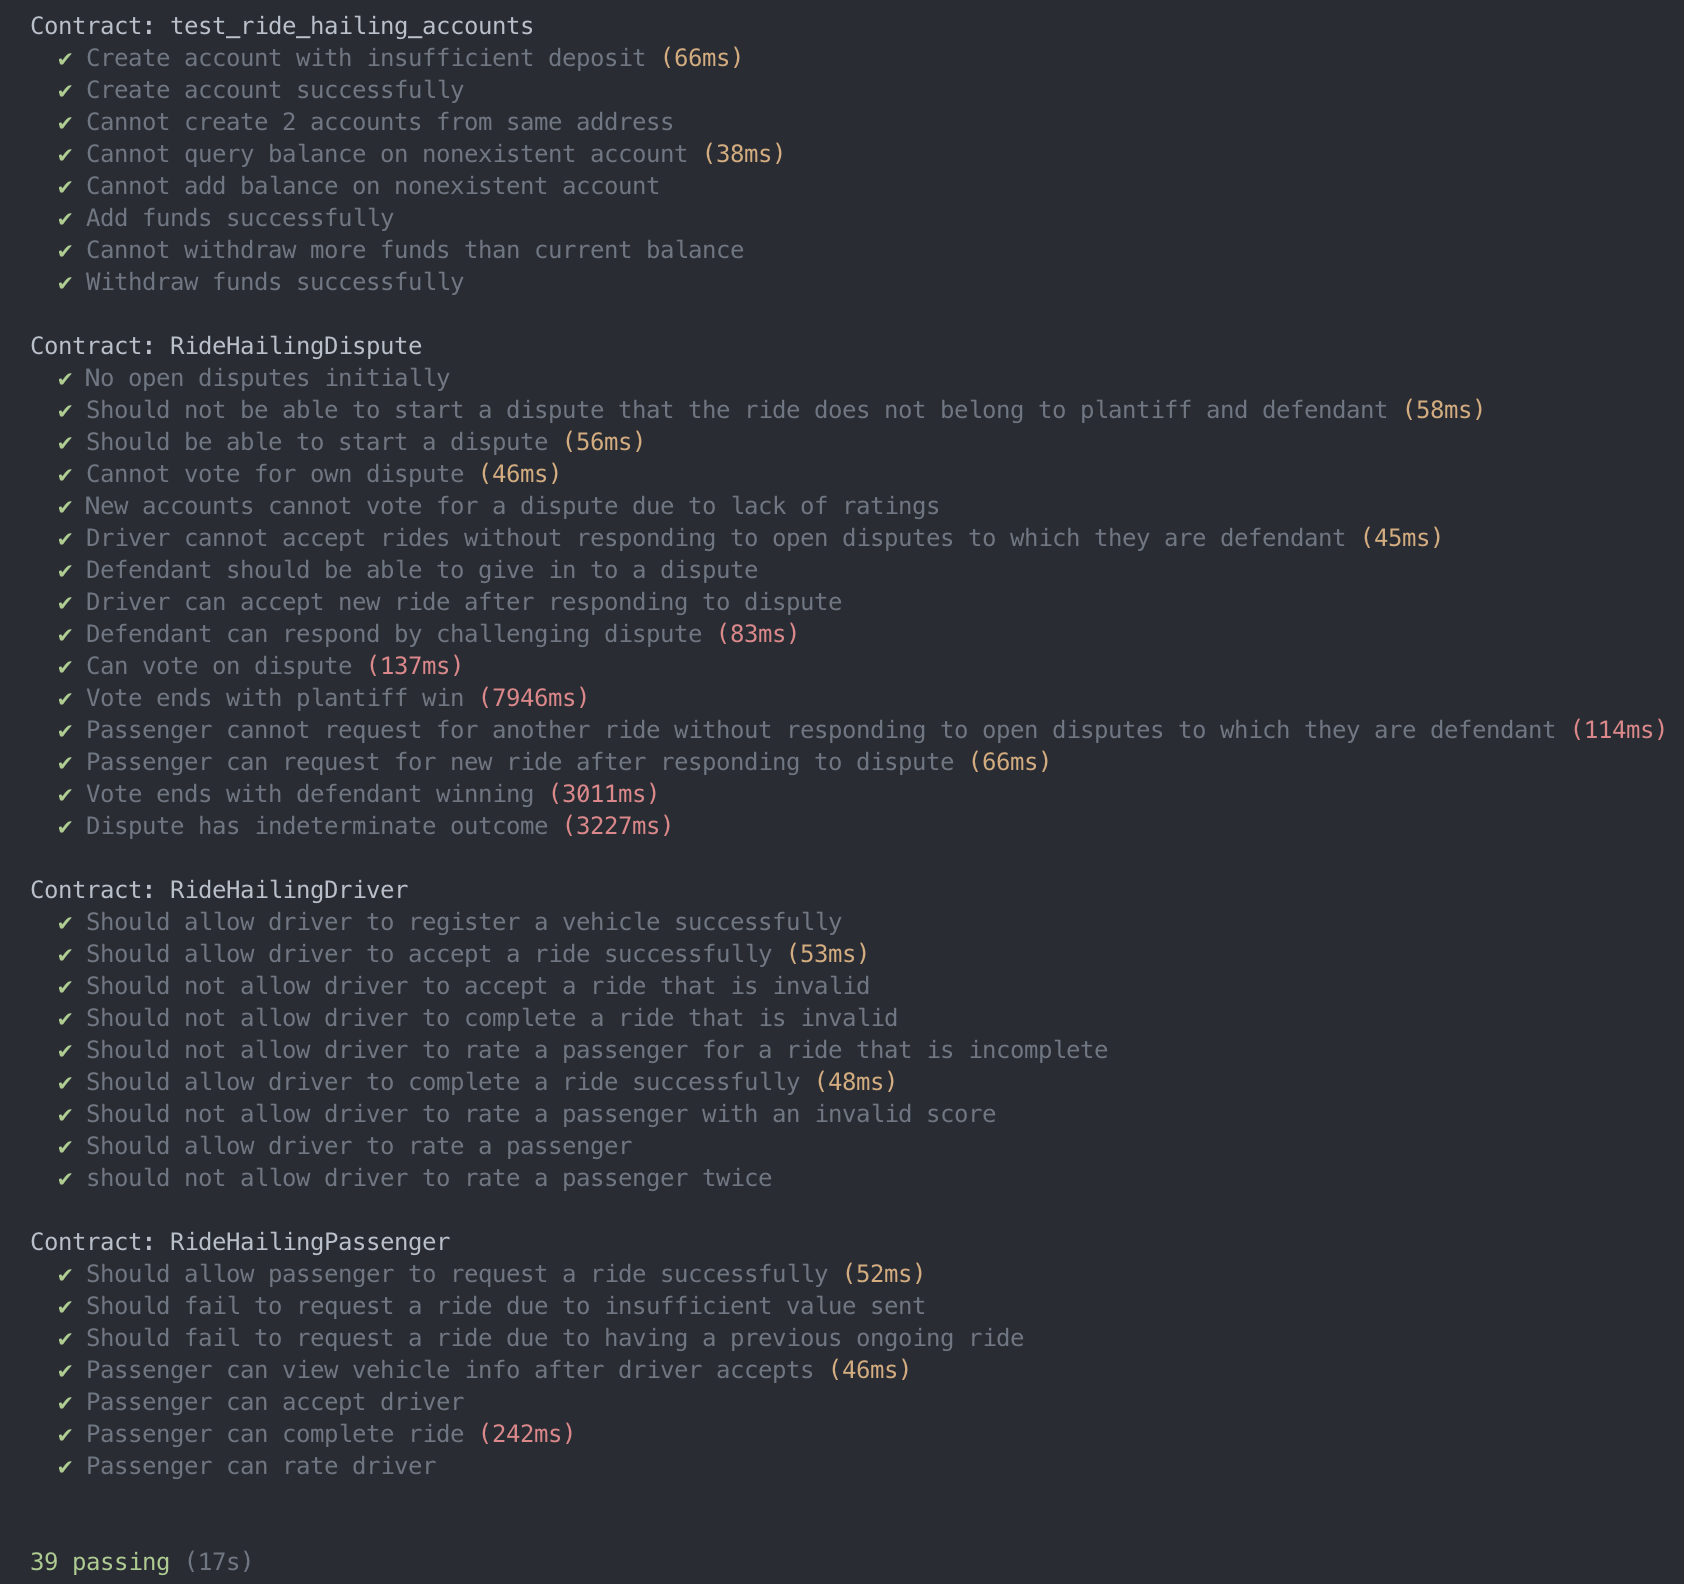 Contract: test_ride_hailing_accounts
✔ Create account with insufficient deposit (66ms)
✔ Create account successfully
✔ Cannot create 2 accounts from same address
✔ Cannot query balance on nonexistent account (38ms)
✔ Cannot add balance on nonexistent account
✔ Add funds successfully
✔ Cannot withdraw more funds than current balance
✔ Withdraw funds successfully
Contract: RideHailingDispute
✔ No open disputes initially
✔ Should not be able to start a dispute that the ride does not belong to plantiff and defendant (58ms)
✔ Should be able to start a dispute (56ms)
✔ Cannot vote for own dispute (46ms)
✔ New accounts cannot vote for a dispute due to lack of ratings
✔ Driver cannot accept rides without responding to open disputes to which they are defendant (45ms)
✔ Defendant should be able to give in to a dispute
✔ Driver can accept new ride after responding to dispute
✔ Defendant can respond by challenging dispute (83ms)
✔ Can vote on dispute (137ms)
✔ Vote ends with plantiff win (7946ms)
✔ Passenger cannot request for another ride without responding to open disputes to which they are defendant (114ms)
✔ Passenger can request for new ride after responding to dispute (66ms)
✔ Vote ends with defendant winning (3011ms)
✔ Dispute has indeterminate outcome (3227ms)
Contract: RideHailingDriver
✔ Should allow driver to register a vehicle successfully
✔ Should allow driver to accept a ride successfully (53ms)
✔ Should not allow driver to accept a ride that is invalid
✔ Should not allow driver to complete a ride that is invalid
✔ Should not allow driver to rate a passenger for a ride that is incomplete
✔ Should allow driver to complete a ride successfully (48ms)
✔ Should not allow driver to rate a passenger with an invalid score
✔ Should allow driver to rate a passenger
✔ should not allow driver to rate a passenger twice
Contract: RideHailingPassenger
✔ Should allow passenger to request a ride successfully (52ms)
✔ Should fail to request a ride due to insufficient value sent
✔ Should fail to request a ride due to having a previous ongoing ride
✔ Passenger can view vehicle info after driver accepts (46ms)
✔ Passenger can accept driver
✔ Passenger can complete ride (242ms)
✔ Passenger can rate driver
39 passing (17s)